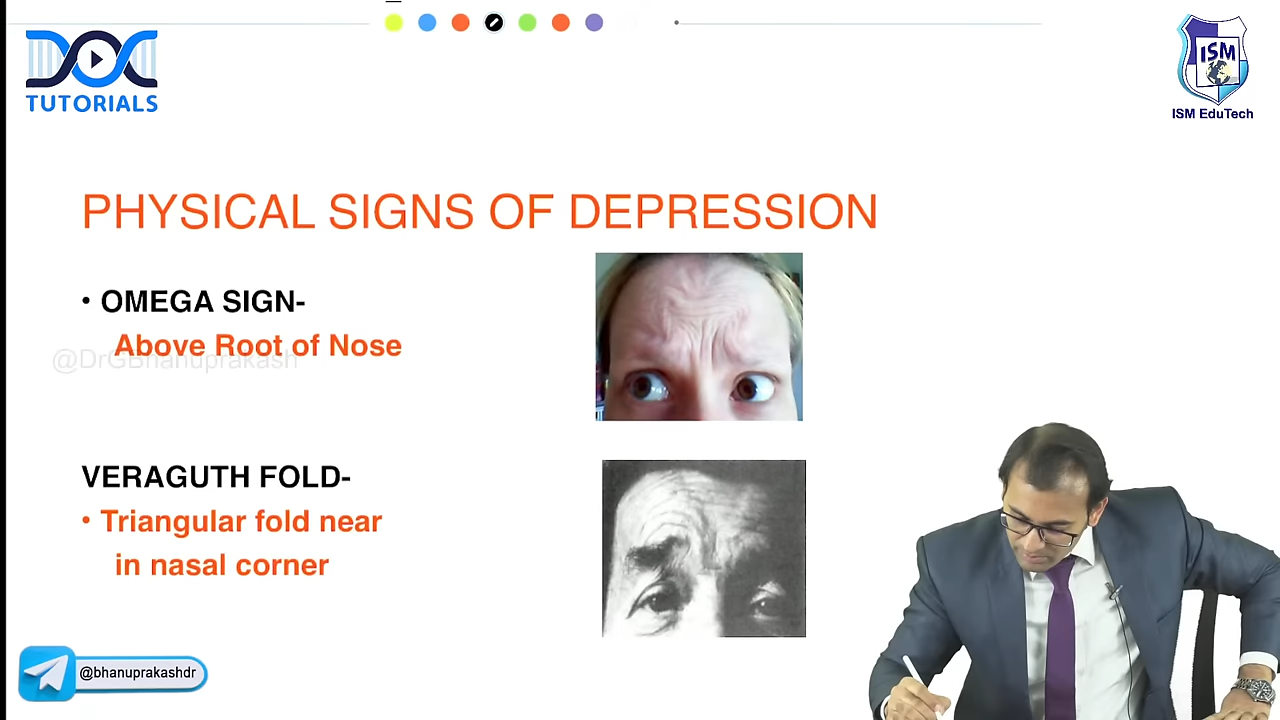 DOC
TUTORIALS
ISM
ISM EduTech
PHYSICAL SIGNS OF DEPRESSION
• OMEGA SIGN-
Above Root of Nose
@DrGBhanuprakash
VERAGUTH FOLD-
• Triangular fold near
in nasal corner
@bhanuprakashdr